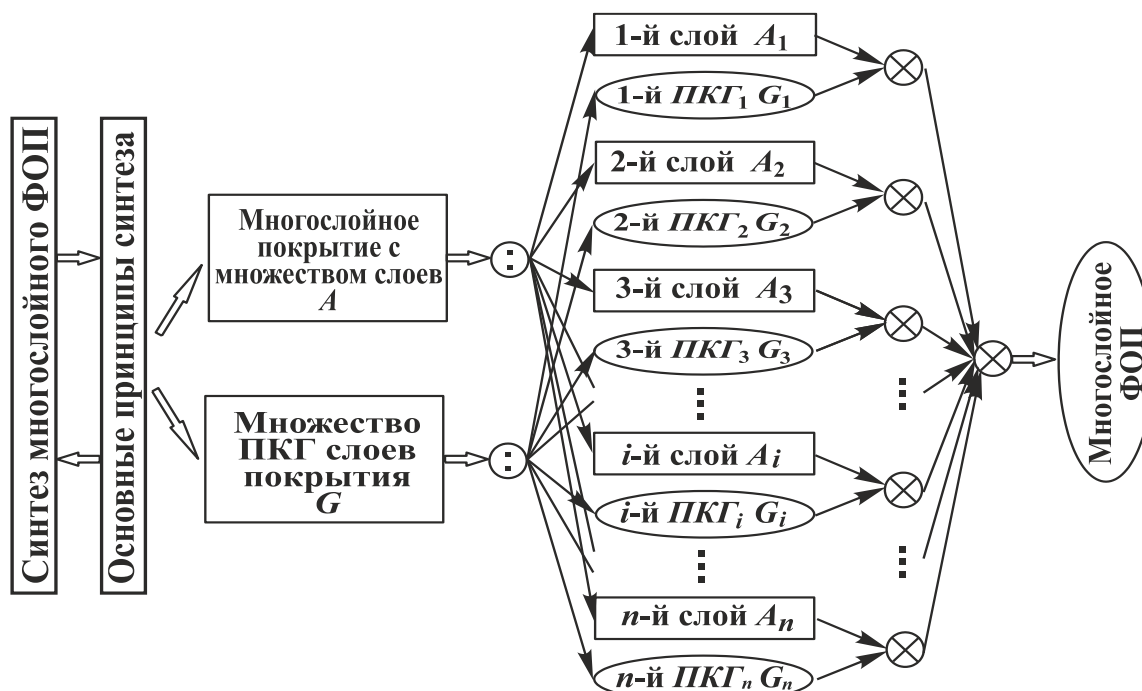 Синтез многослойного ФОП
Основные принципы синтеза
Многослойное
покрытие с
множеством слоев
A
Множество
ПКГ слоев
покрытия
G
:
:
1-й слой A1
1-й ПКГ1 G1
2-й слой A2
2-й ПКГ2 G2
3-й слой A3
3-й ПКГ3 G3
i-й слой Ai
i-й ПКГi Gi
n-й слой An
n-й ПКГn Gn
Многослойное
ФОП